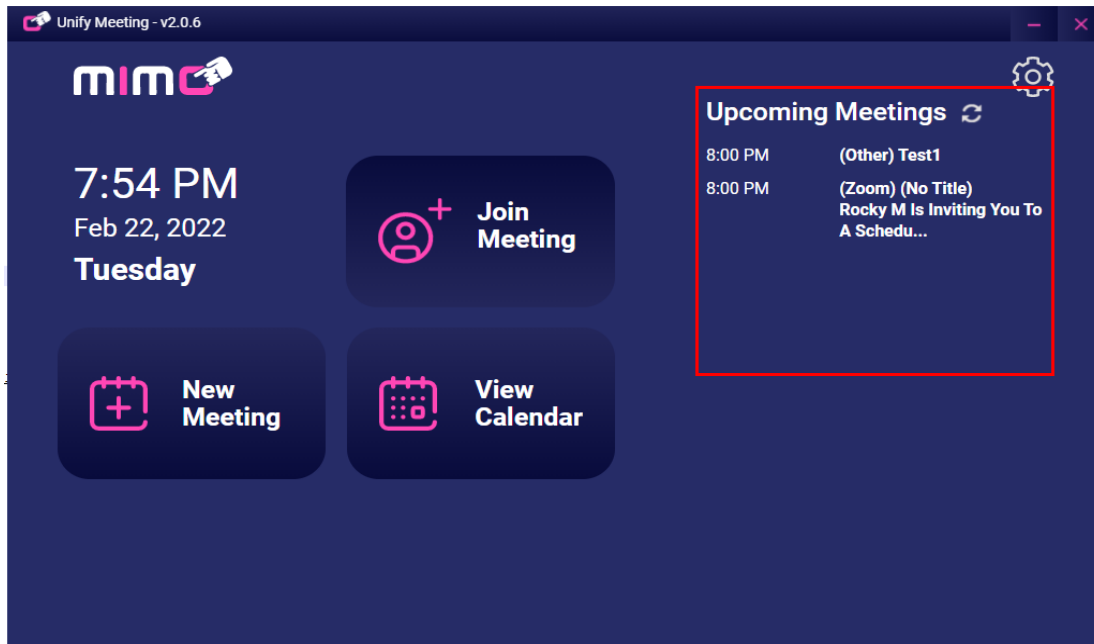 Unify Meeting - v2.0.6
mimo
7:54 PM
Feb 22, 2022
Tuesday
Join
Meeting
New
Meeting
View
Calendar
Upcoming Meetings
8:00 PM (Other) Test1
8:00 PM (Zoom) (No Title)
Rocky M Is Inviting You To
A Schedu...